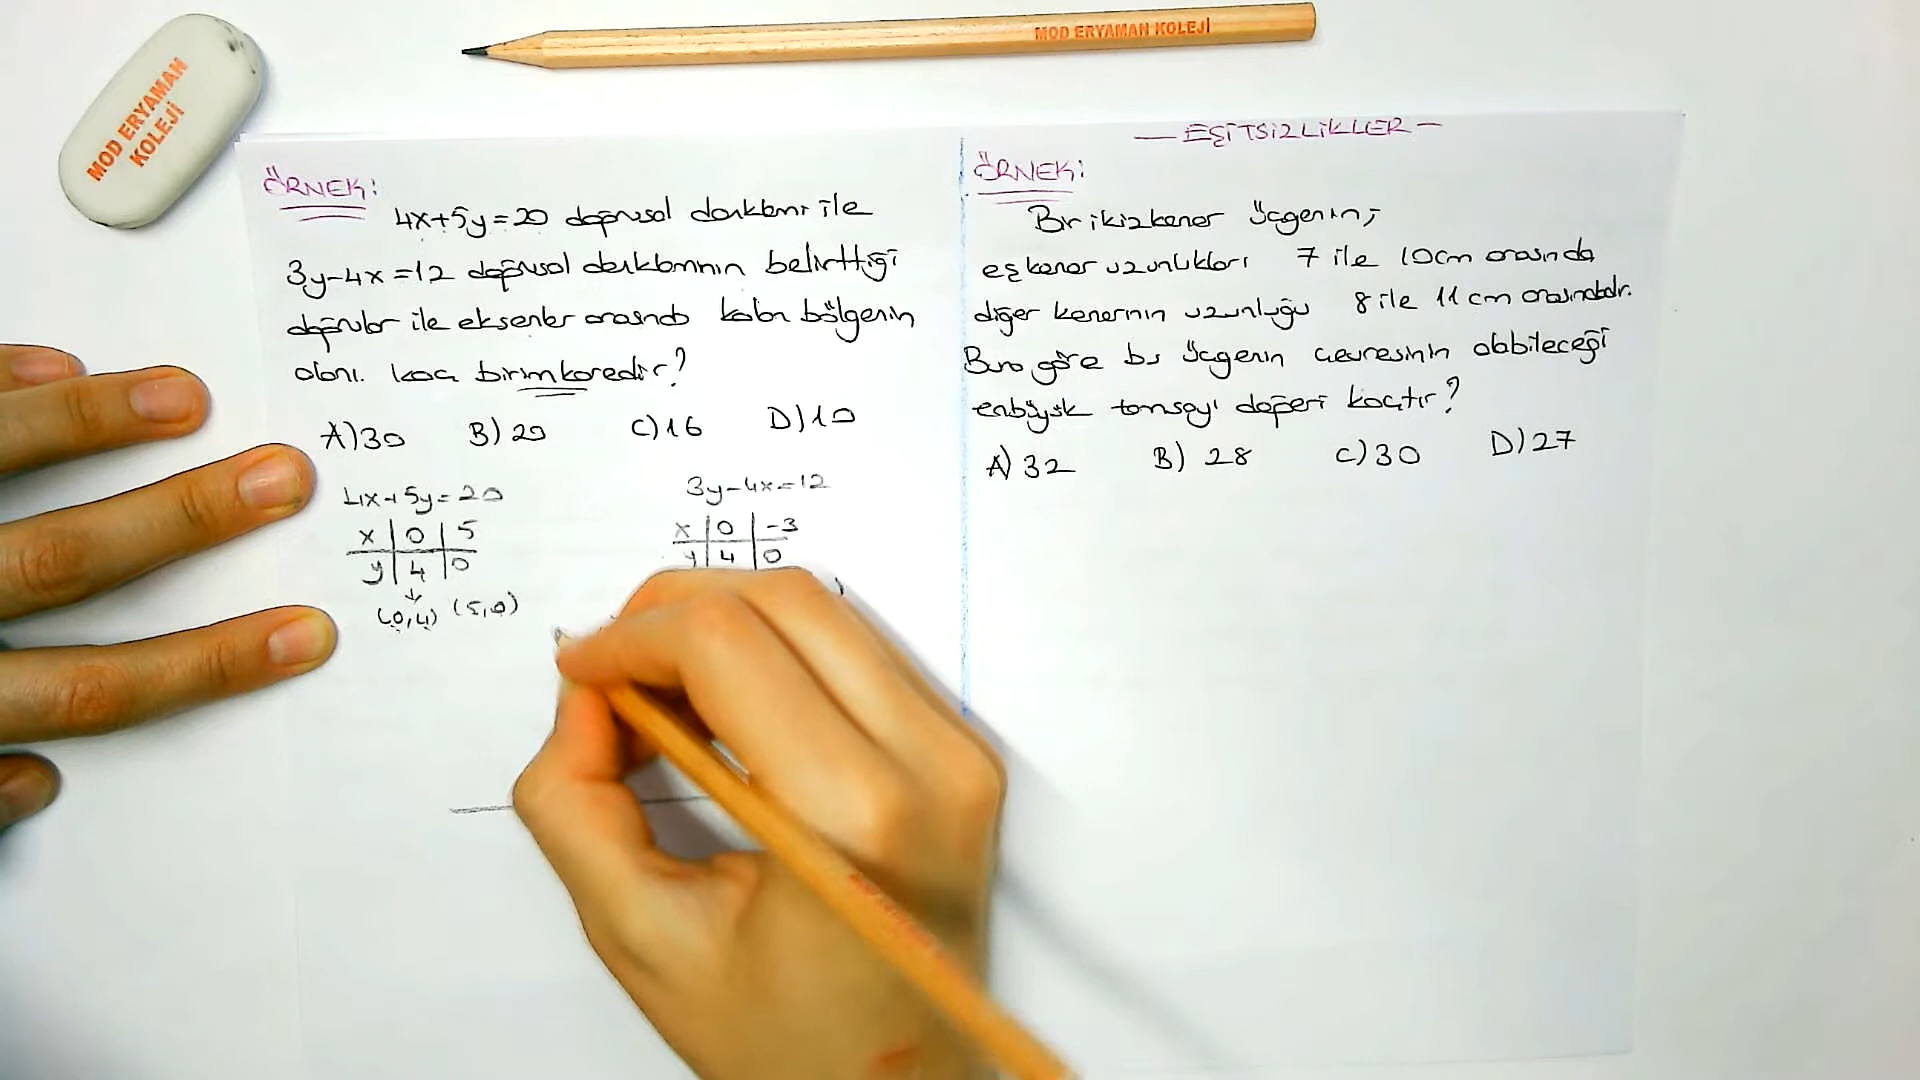 MOD ERYAMAN KOLEJİ
MOD ERYAMAN
KOLEJİ
ÖRNEK:
4x+5y=20 doğrusal denklemi ile
3y-4x=12 doğrusal denkleminin belirttiği
doğrular ile eksenler arasında kalan bölgenin
alanı kaç birimkaredir?
A)30 B)20 C)16 D)10
4x+5y=20
x 0 5
y 4 0
(0,4) (5,0)
3y-4x=12
x 0 -3
y 4 0
- EŞİTSİZLİKLER -
ÖRNEK:
Bir ikizkenar üçgenin;
eşkenar uzunlukları 7 ile 10cm arasında
diğer kenarının uzunluğu 8 ile 11 cm arasındadır.
Buna göre bu üçgenin çevresinin alabileceği
enbüyük tamsayı değeri kaçtır?
A) 32 B) 28 C)30 D)27